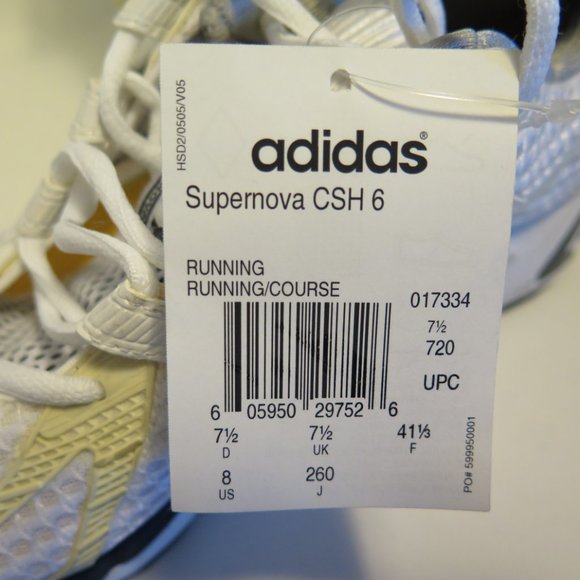 HSD2/0505/V05
adidas®
Supernova CSH 6
RUNNING
RUNNING/COURSE
017334
7½
720
UPC
6 05950 29752 6
7½ 7½ 41⅓
D UK F
8 260
US J
PO# 599950001